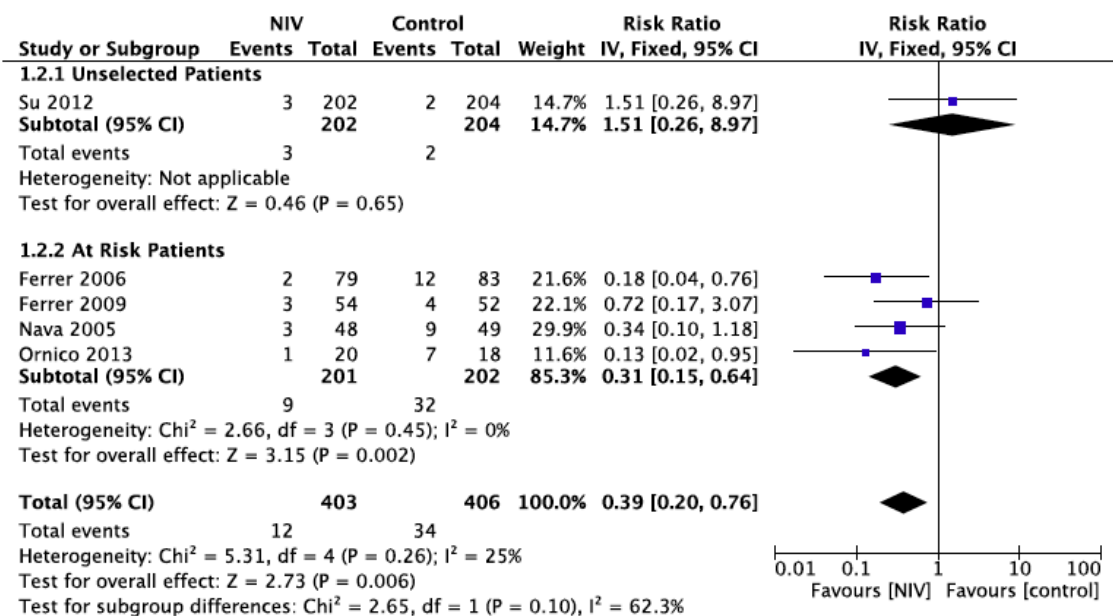 NIV Control Risk Ratio Risk Ratio
Study or Subgroup Events Total Events Total Weight IV, Fixed, 95% CI IV, Fixed, 95% CI
1.2.1 Unselected Patients
Su 2012 3 202 2 204 14.7% 1.51 [0.26, 8.97]
Subtotal (95% CI) 202 204 14.7% 1.51 [0.26, 8.97]
Total events 3 2
Heterogeneity: Not applicable
Test for overall effect: Z = 0.46 (P = 0.65)
1.2.2 At Risk Patients
Ferrer 2006 2 79 12 83 21.6% 0.18 [0.04, 0.76]
Ferrer 2009 3 54 4 52 22.1% 0.72 [0.17, 3.07]
Nava 2005 3 48 9 49 29.9% 0.34 [0.10, 1.18]
Ornico 2013 1 20 7 18 11.6% 0.13 [0.02, 0.95]
Subtotal (95% CI) 201 202 85.3% 0.31 [0.15, 0.64]
Total events 9 32
Heterogeneity: Chi² = 2.66, df = 3 (P = 0.45); I² = 0%
Test for overall effect: Z = 3.15 (P = 0.002)
Total (95% CI) 403 406 100.0% 0.39 [0.20, 0.76]
Total events 12 34
Heterogeneity: Chi² = 5.31, df = 4 (P = 0.26); I² = 25%
Test for overall effect: Z = 2.73 (P = 0.006)
Test for subgroup differences: Chi² = 2.65, df = 1 (P = 0.10), I² = 62.3%
0.01 0.1 1 10 100
Favours [NIV] Favours [control]